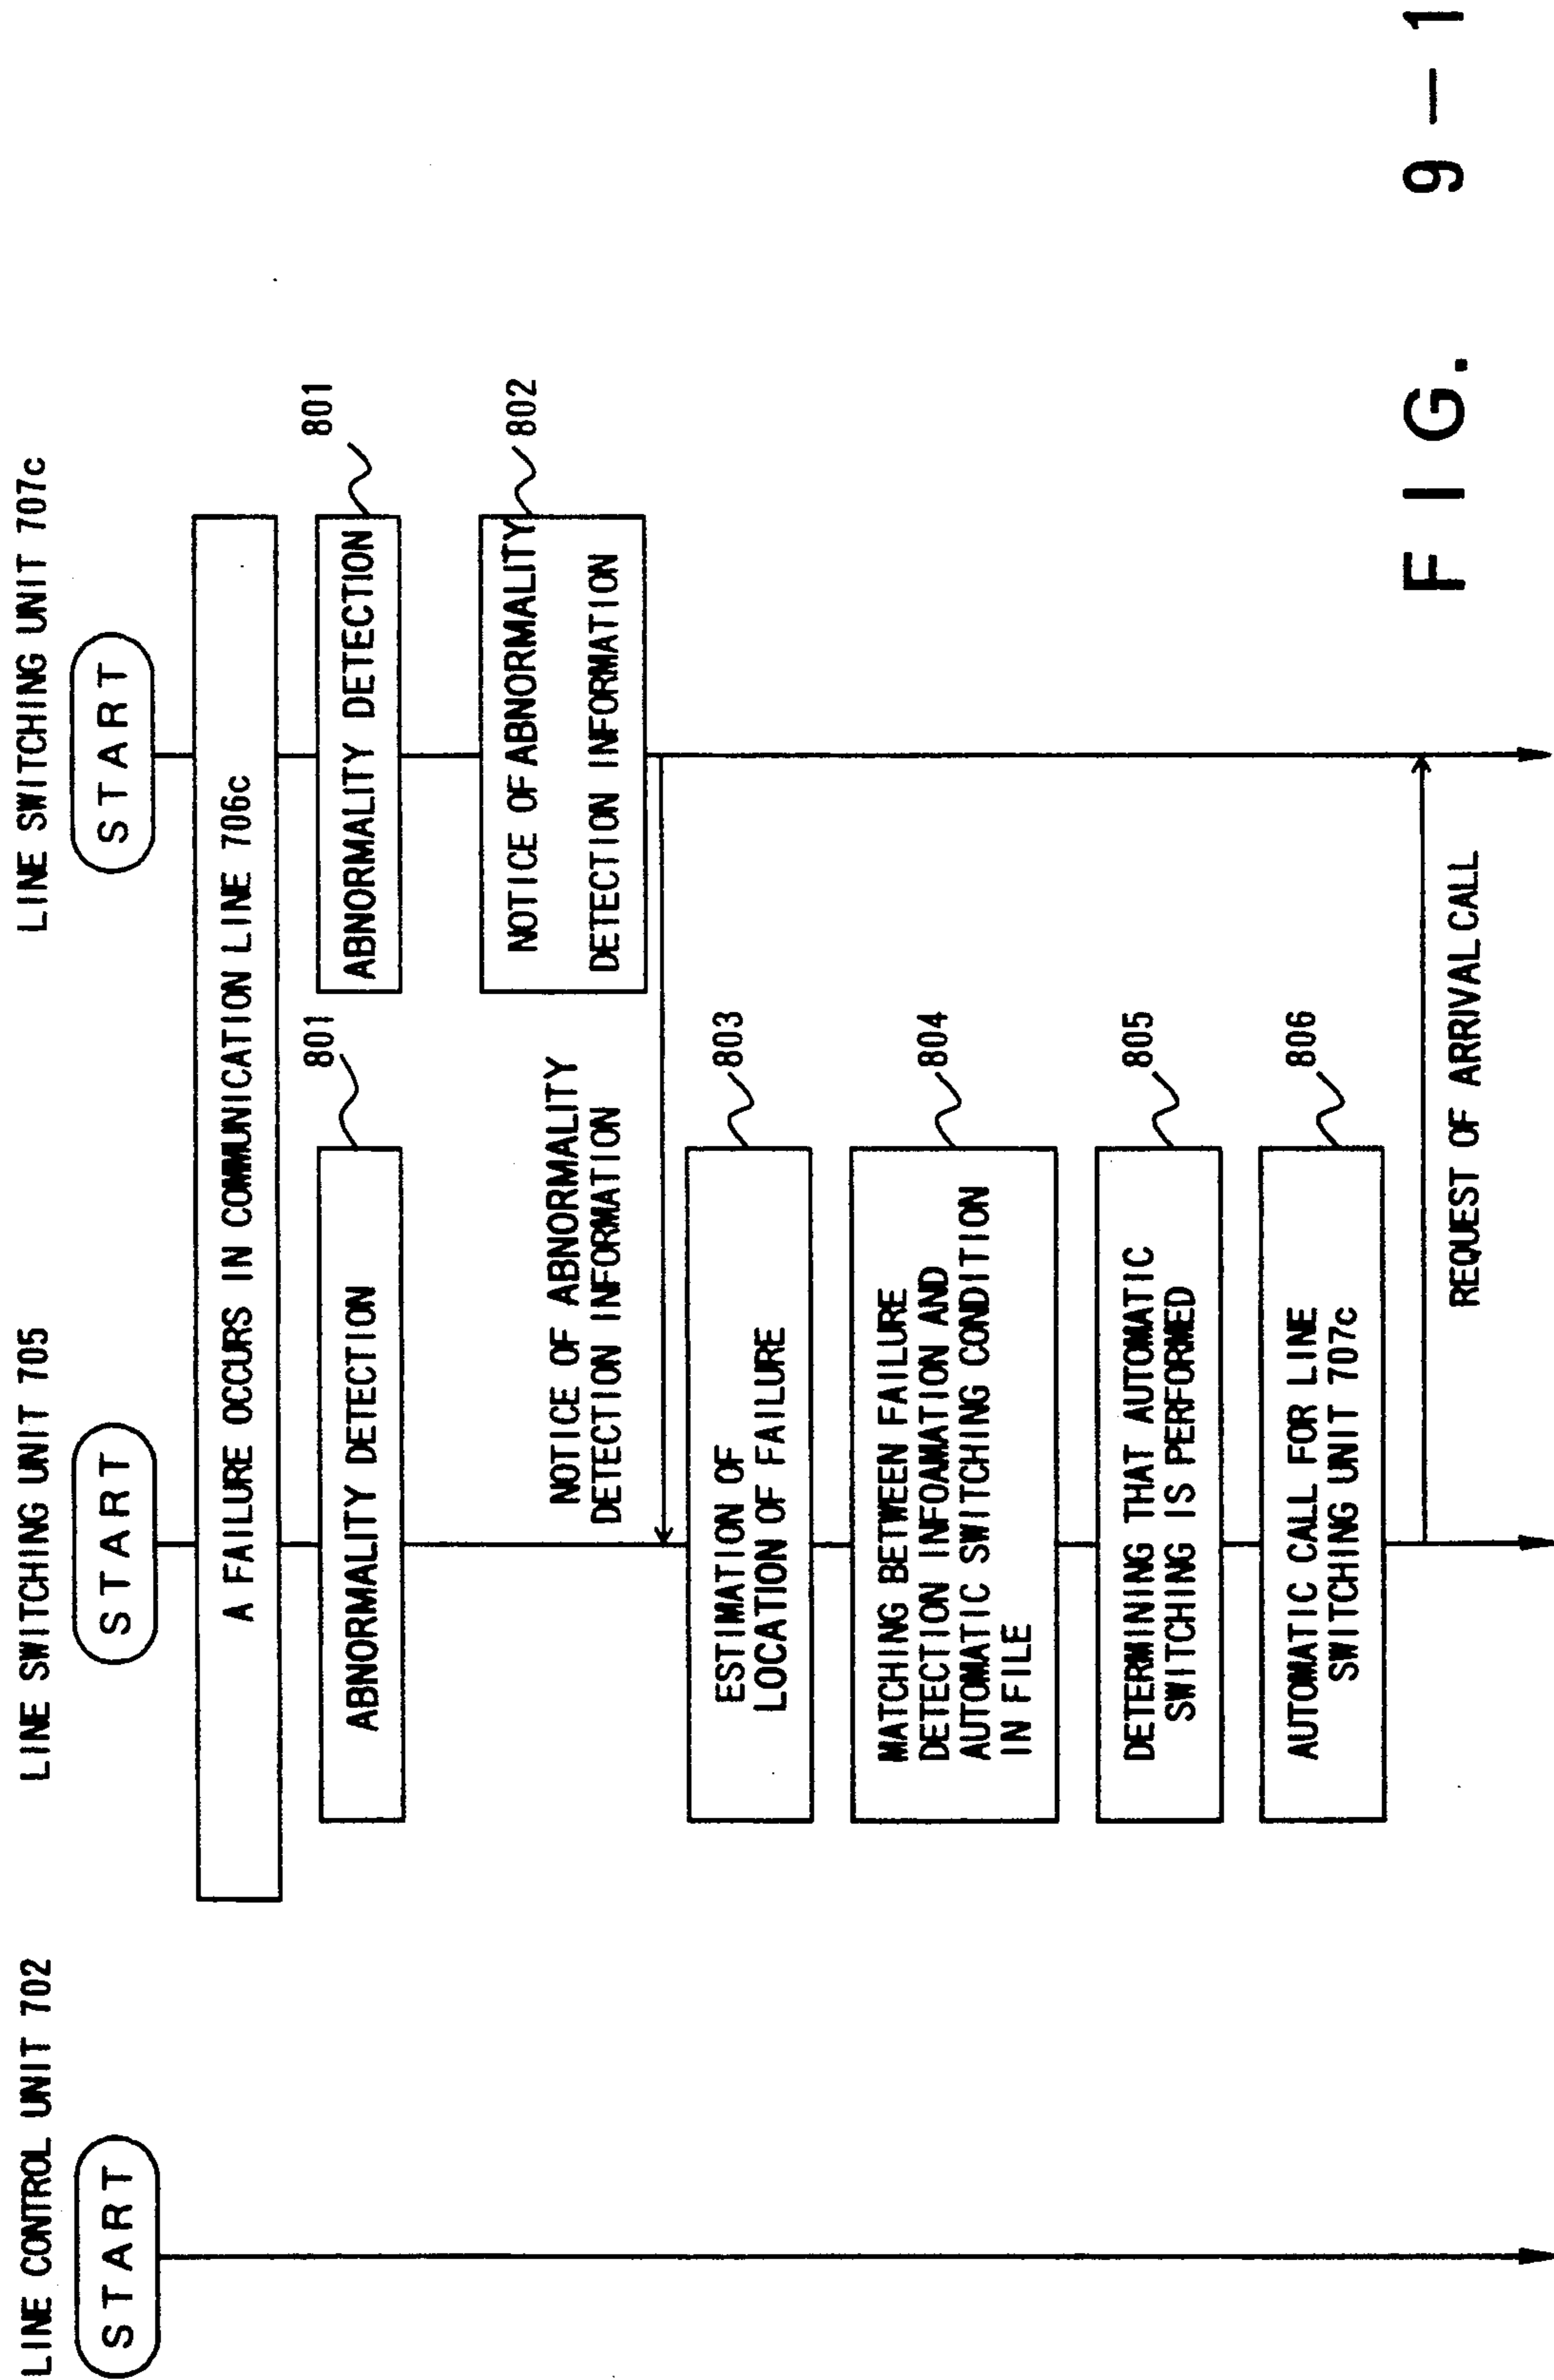 LINE CONTROL UNIT 702
LINE SWITCHING UNIT 705
LINE SWITCHING UNIT 707c
START
START
START
A FAILURE OCCURS IN COMMUNICATION LINE 706c
801
801
ABNORMALITY DETECTION
ABNORMALITY DETECTION
802
NOTICE OF ABNORMALITY
DETECTION INFORMATION
NOTICE OF ABNORMALITY
DETECTION INFORMATION
803
ESTIMATION OF
LOCATION OF FAILURE
804
MATCHING BETWEEN FAILURE
DETECTION INFOAMATION AND
AUTOMATIC SWITCHING CONDITION
IN FILE
805
DETERMINING THAT AUTOMATIC
SWITCHING IS PERFORMED
806
AUTOMATIC CALL FOR LINE
SWITCHING UNIT 707c
REQUEST OF ARRIVAL CALL
FIG. 9-1